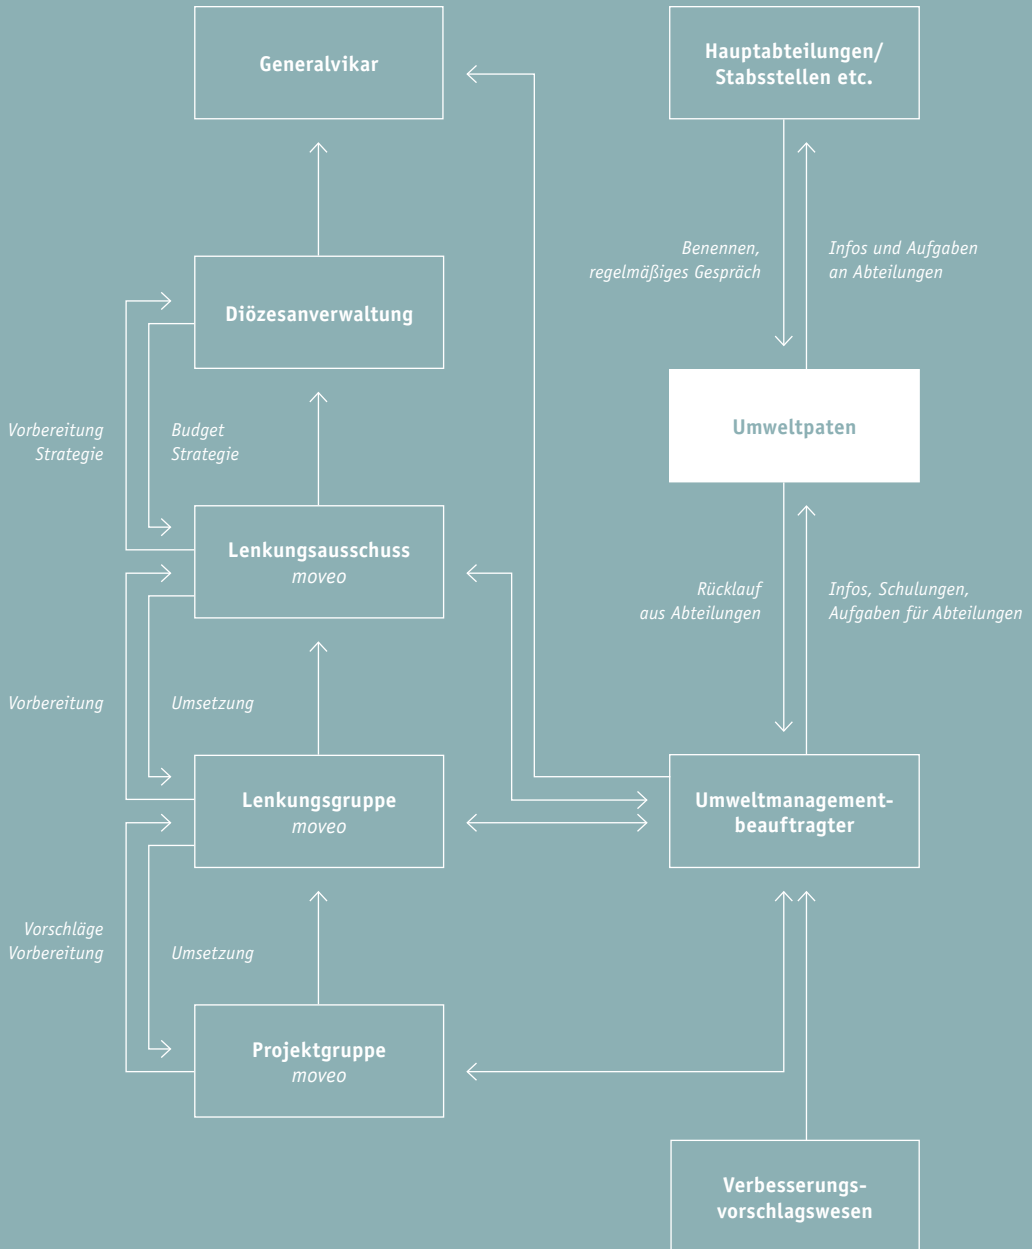 Generalvikar
Hauptabteilungen/
Stabsstellen etc.
Benennen,
regelmäßiges Gespräch
Infos und Aufgaben
an Abteilungen
Diözesanverwaltung
Umweltpaten
Vorbereitung
Strategie
Budget
Strategie
Lenkungsausschuss
moveo
Rücklauf
aus Abteilungen
Infos, Schulungen,
Aufgaben für Abteilungen
Vorbereitung
Umsetzung
Lenkungsgruppe
moveo
Umweltmanagement-
beauftragter
Vorschläge
Vorbereitung
Umsetzung
Projektgruppe
moveo
Verbesserungs-
vorschlagswesen